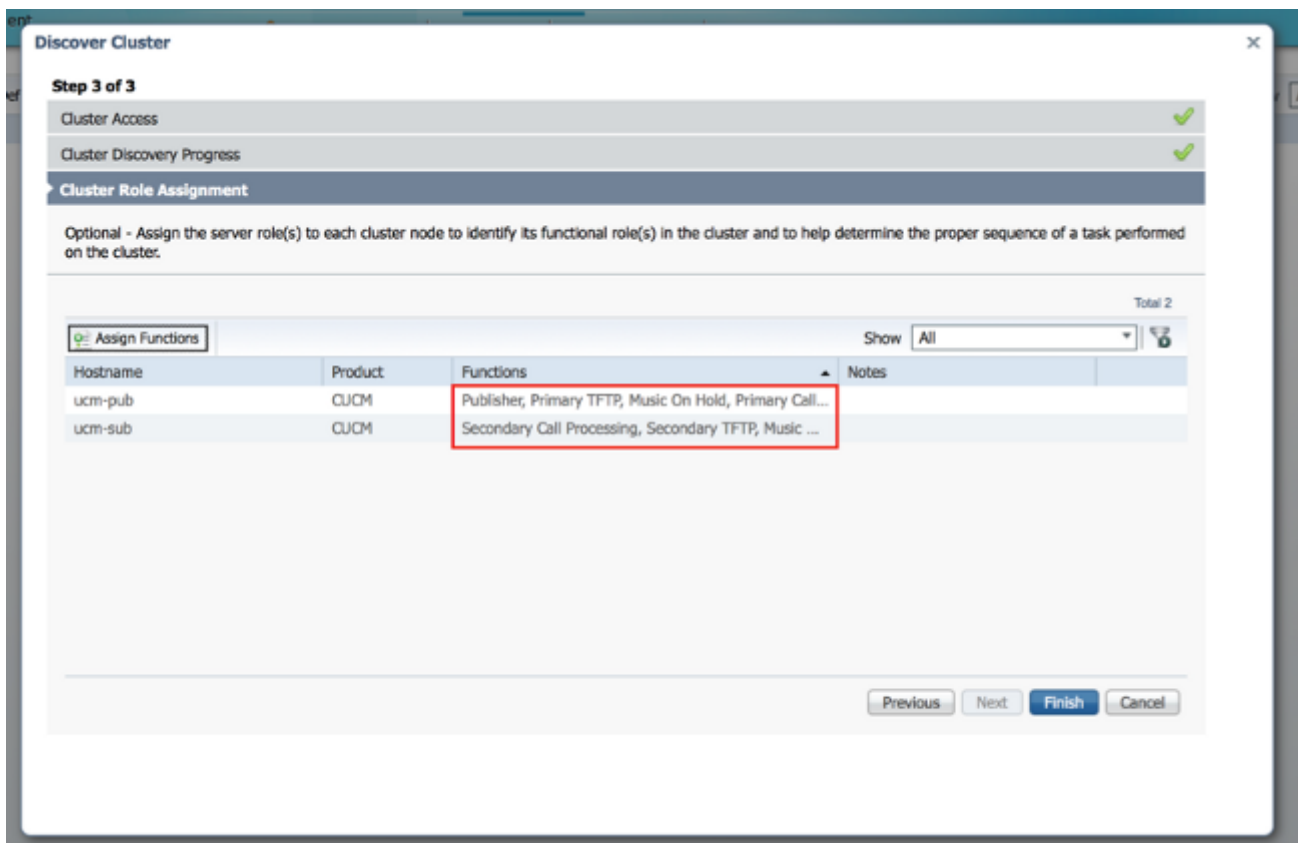 ent
Discover Cluster
Step 3 of 3
Cluster Access
Cluster Discovery Progress
Cluster Role Assignment
Optional - Assign the server role(s) to each cluster node to identify its functional role(s) in the cluster and to help determine the proper sequence of a task performed
on the cluster.
Total 2
Assign Functions Show All
Hostname Product Functions Notes
ucm-pub CUCM Publisher, Primary TFTP, Music On Hold, Primary Call...
ucm-sub CUCM Secondary Call Processing, Secondary TFTP, Music ...
Previous Next Finish Cancel